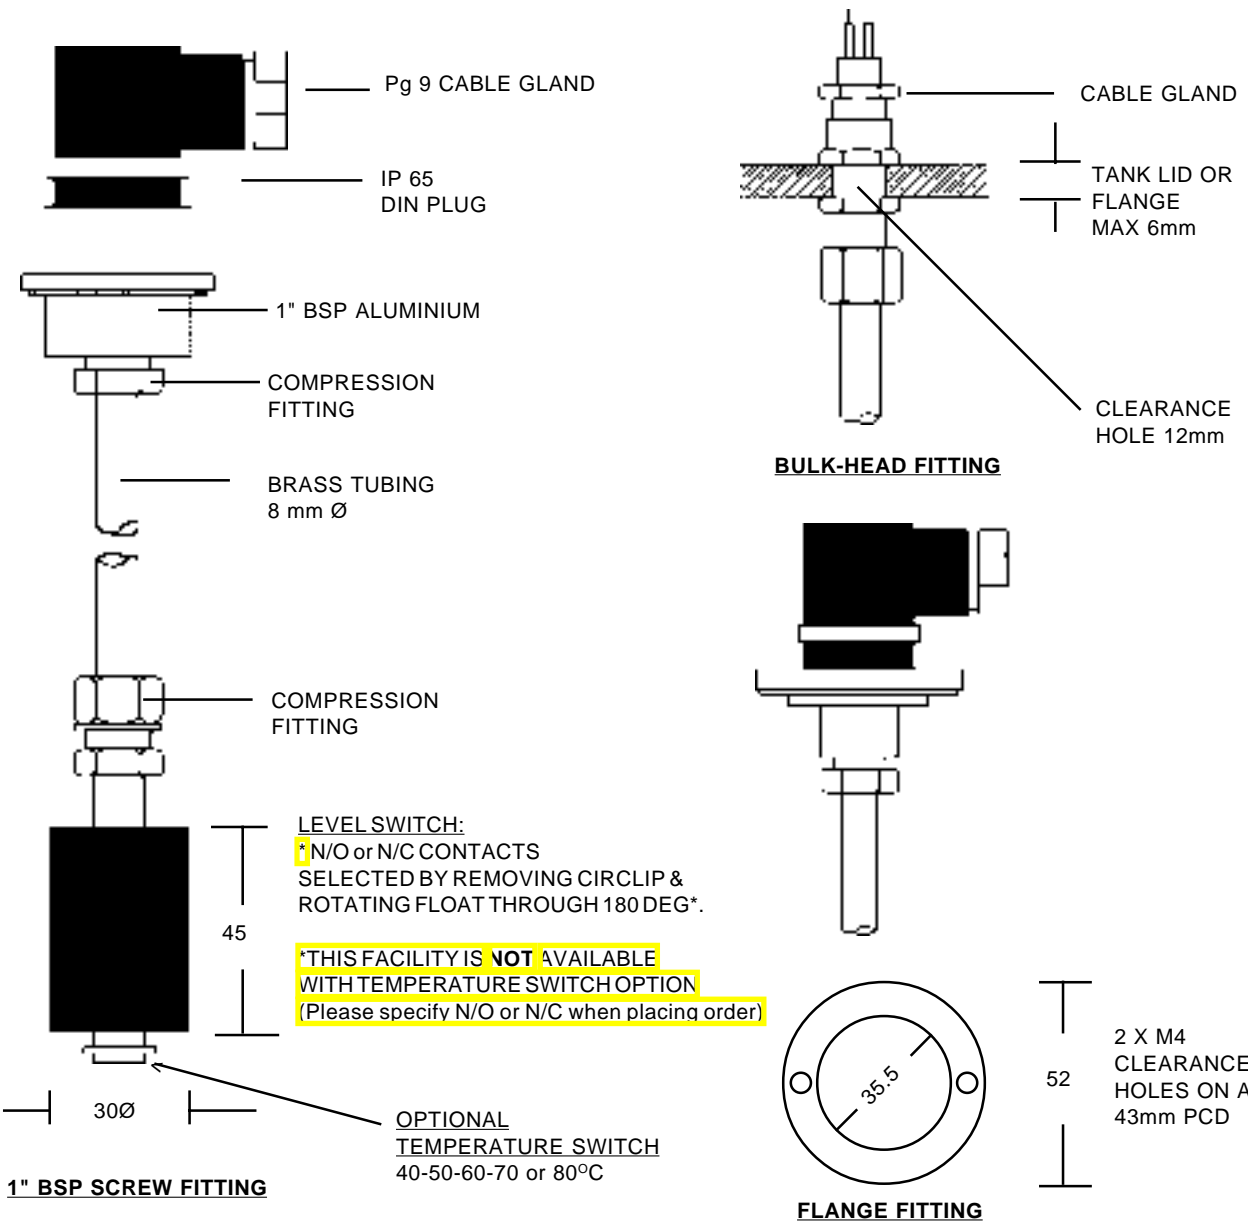 Pg 9 CABLE GLAND
IP 65
DIN PLUG
1" BSP ALUMINIUM
COMPRESSION
FITTING
BRASS TUBING
8 mm Ø
COMPRESSION
FITTING
LEVEL SWITCH:
*N/O or N/C CONTACTS
SELECTED BY REMOVING CIRCLIP &
ROTATING FLOAT THROUGH 180 DEG*.
45
*THIS FACILITY IS NOT AVAILABLE
WITH TEMPERATURE SWITCH OPTION
(Please specify N/O or N/C when placing order)
30Ø
OPTIONAL
TEMPERATURE SWITCH
40-50-60-70 or 80°C
1" BSP SCREW FITTING
CABLE GLAND
TANK LID OR
FLANGE
MAX 6mm
CLEARANCE
HOLE 12mm
BULK-HEAD FITTING
35.5
52
2 X M4
CLEARANCE
HOLES ON A
43mm PCD
FLANGE FITTING